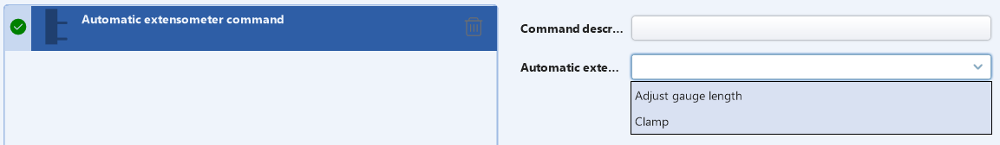 Automatic extensometer command
Command descr...
Automatic exte...
Adjust gauge length
Clamp